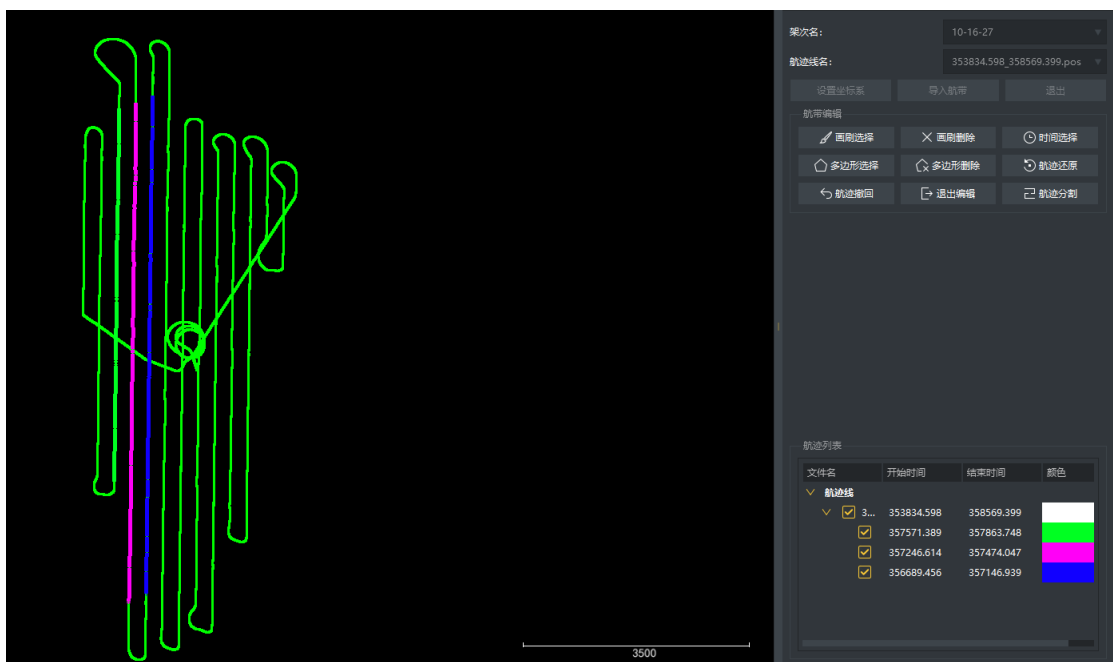 架次名： 10-16-27
航迹线名： 353834.598_358569.399.pos
设置坐标系 导入航带 退出
航带编辑
画刷选择 画刷删除 时间选择
多边形选择 多边形删除 航迹还原
航迹撤回 退出编辑 航迹分割
航迹列表
文件名 开始时间 结束时间 颜色
航迹线
3... 353834.598 358569.399
357571.389 357863.748
357246.614 357474.047
356689.456 357146.939
3500